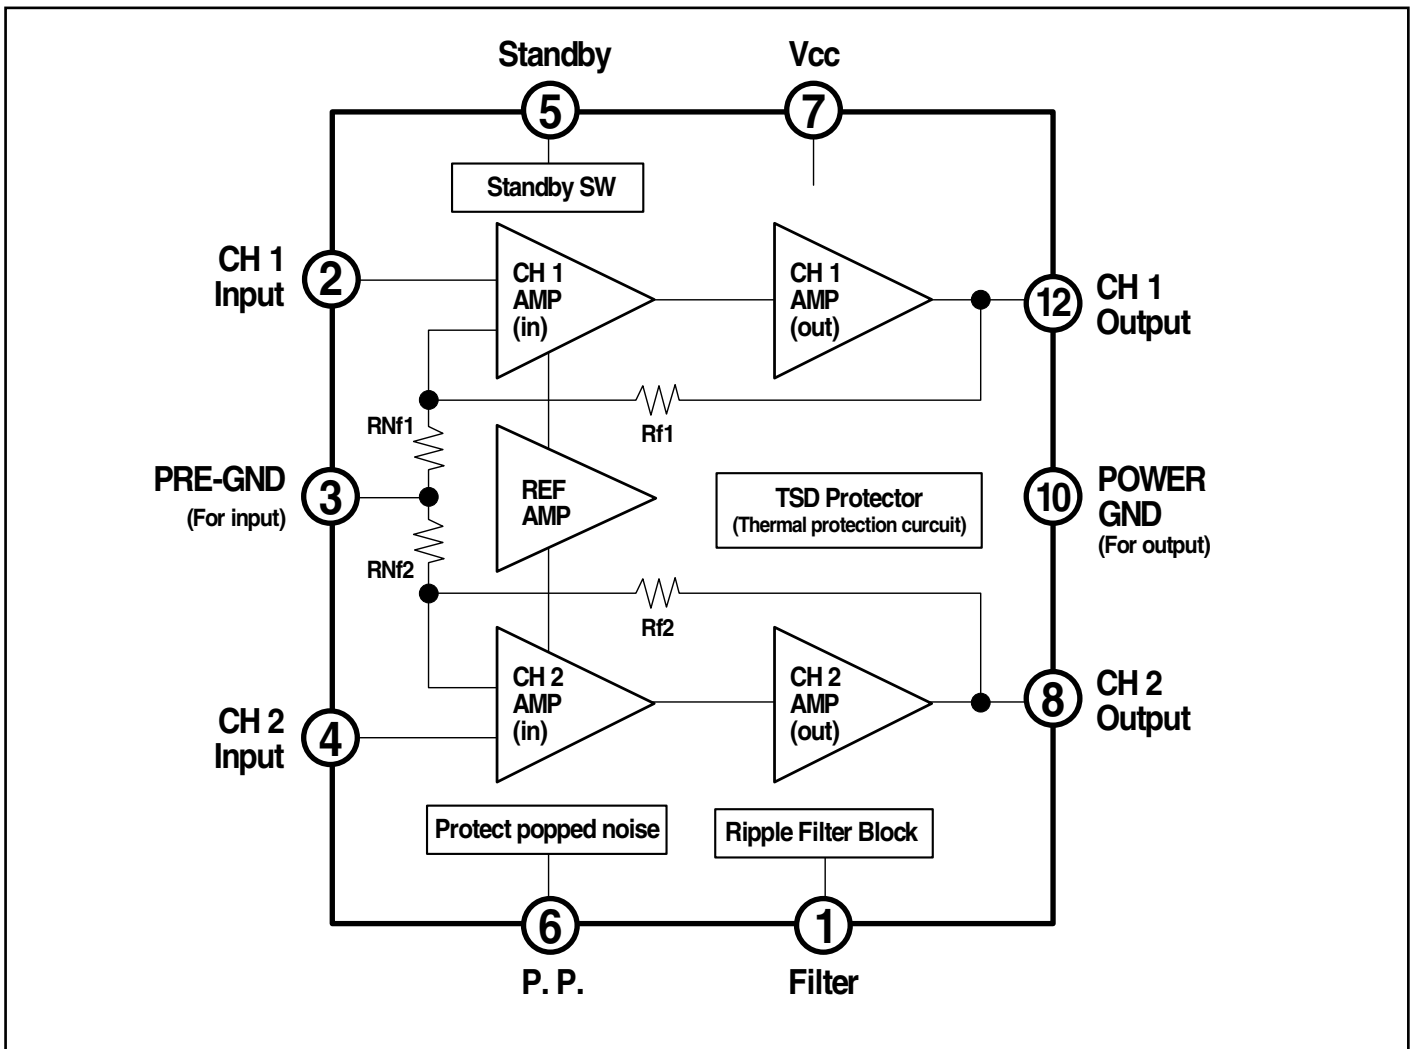 Standby
Vcc
5
7
Standby SW
CH 1
Input
2
CH 1
AMP
(in)
CH 1
AMP
(out)
12
CH 1
Output
RNf1
Rf1
PRE-GND
(For input)
3
REF
AMP
TSD Protector
(Thermal protection curcuit)
10
POWER
GND
(For output)
RNf2
Rf2
CH 2
Input
4
CH 2
AMP
(in)
CH 2
AMP
(out)
8
CH 2
Output
Protect popped noise
Ripple Filter Block
6
1
P. P.
Filter